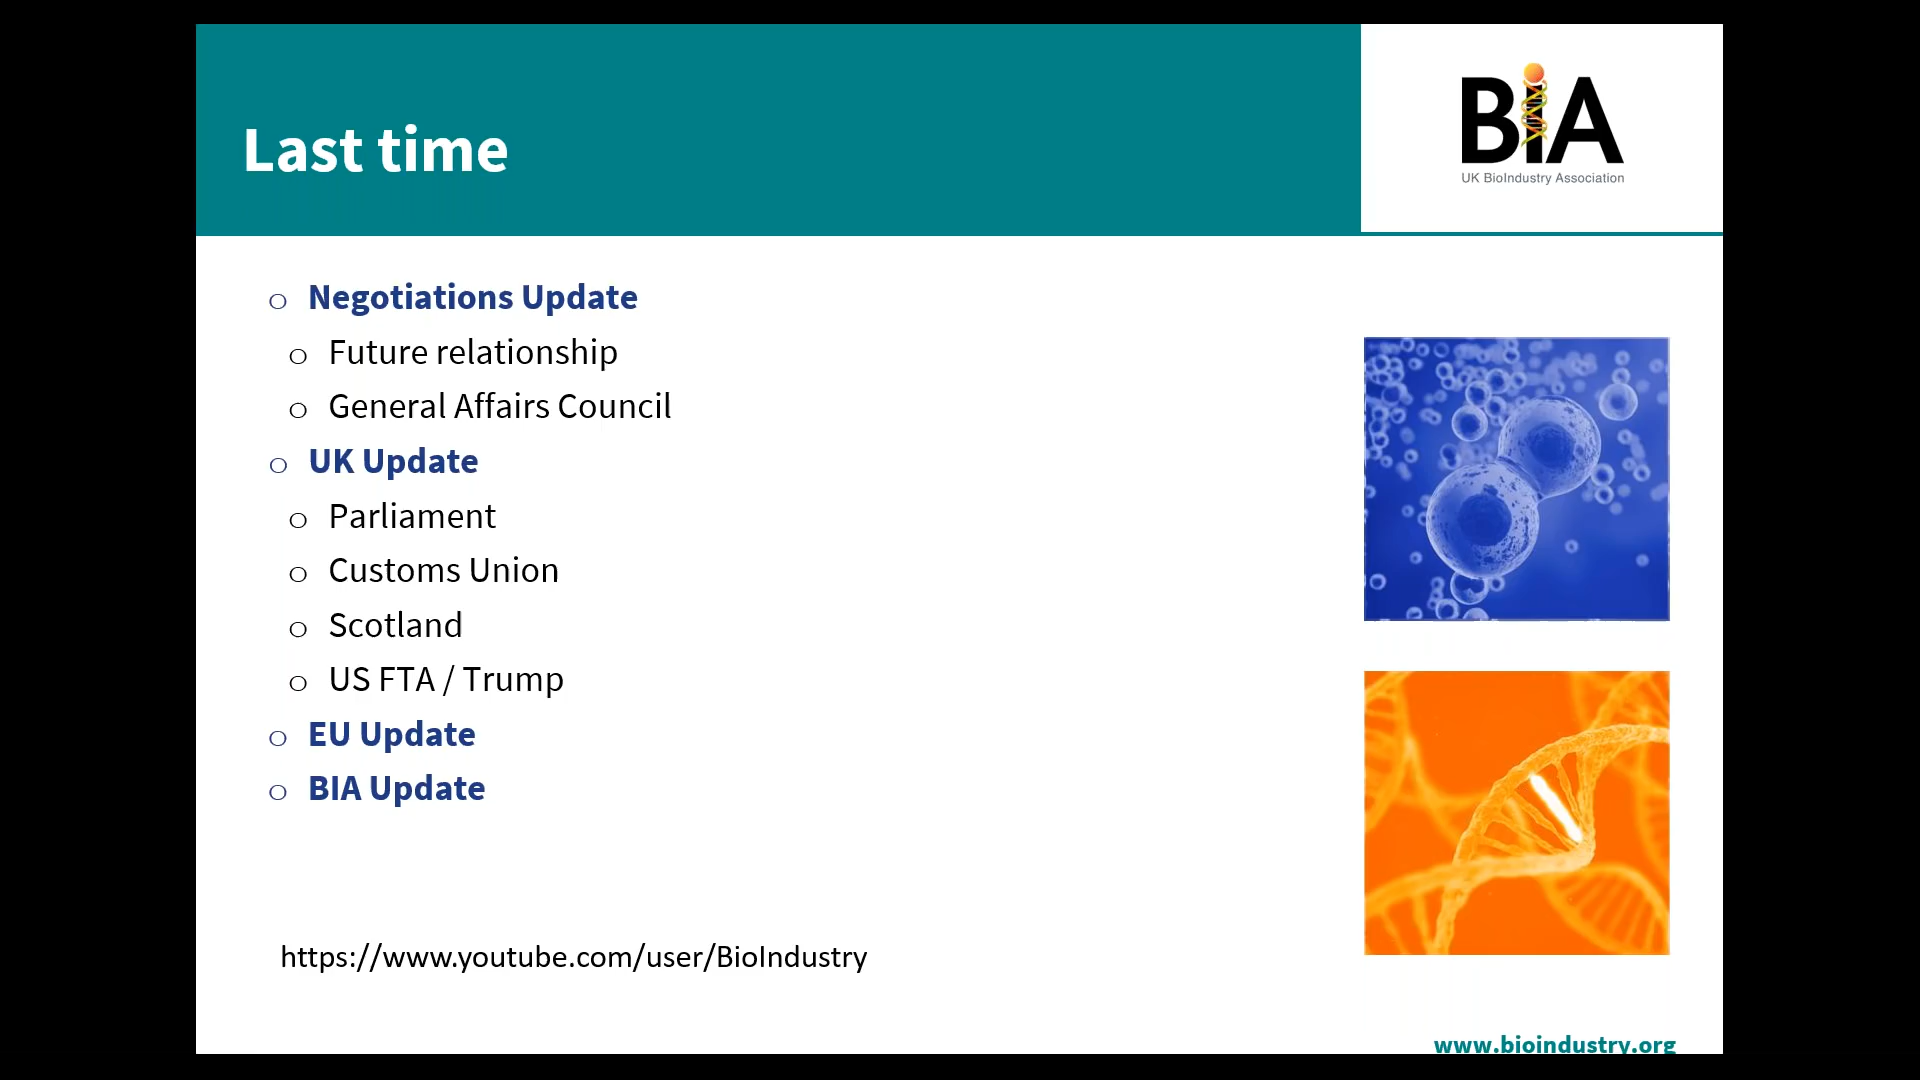 Last time
BiA
UK BioIndustry Association
o Negotiations Update
o Future relationship
o General Affairs Council
o UK Update
o Parliament
o Customs Union
o Scotland
o US FTA / Trump
o EU Update
o BIA Update
https://www.youtube.com/user/BioIndustry
www.bioindustry.org